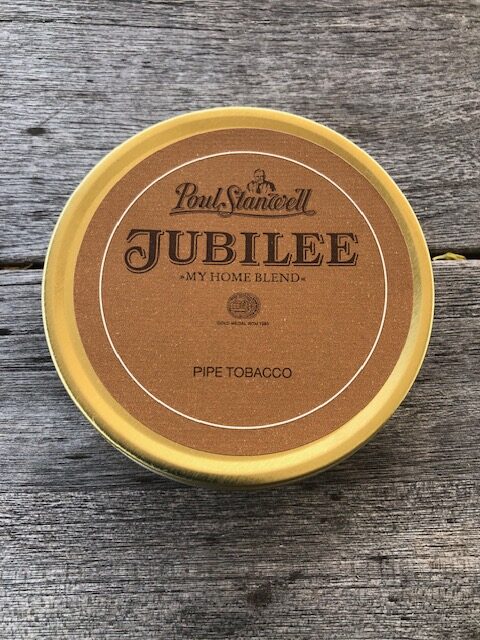 Poul Stanwell
JUBILEE
»MY HOME BLEND«
PIPE TOBACCO